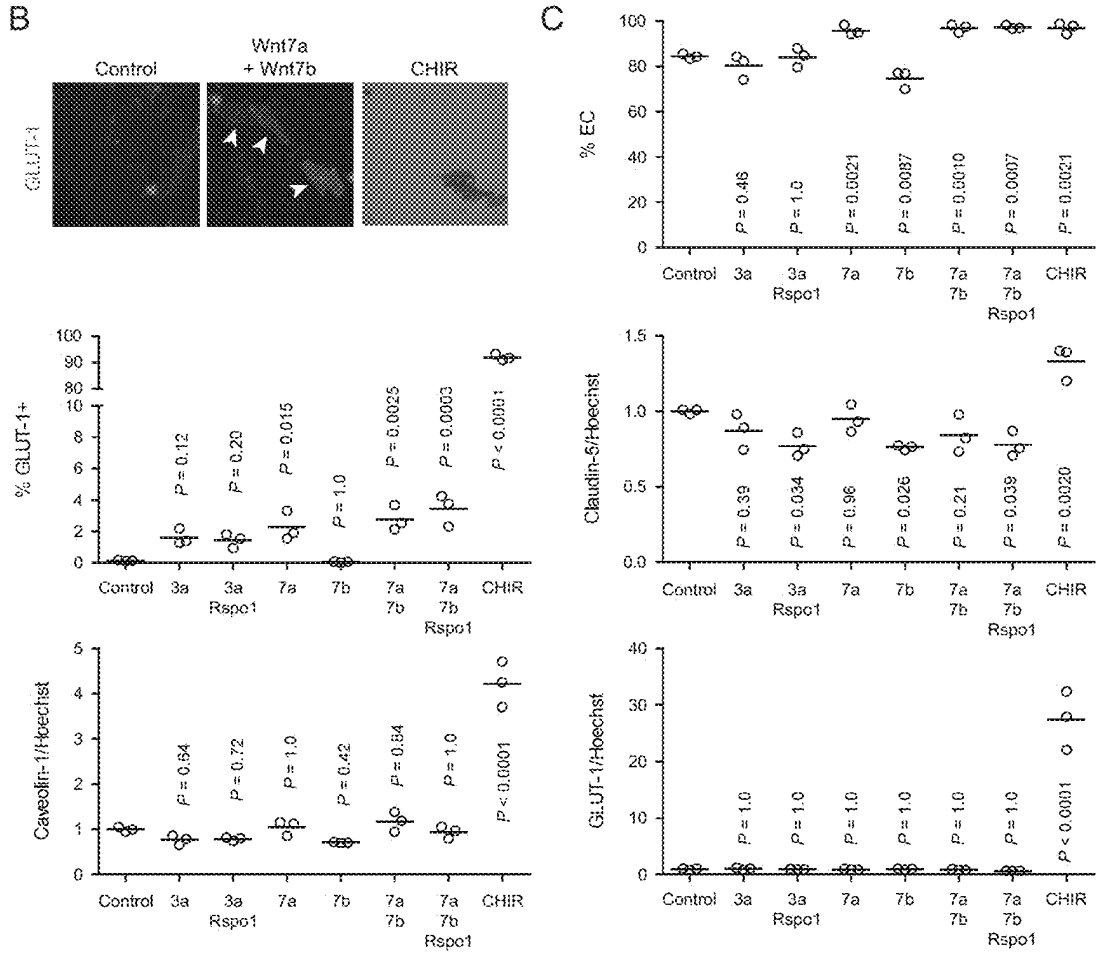 B
Control
Wnt7a
+ Wnt7b
CHIR
GLUT-1
% GLUT-1+
100
90
80
10
8
6
4
2
0
P = 0.12
P = 0.20
P = 0.015
P = 1.0
P = 0.0025
P = 0.0003
P < 0.0001
Control 3a 3a 7a 7b 7a 7a CHIR
Rspo1 7b 7b
Rspo1
Caveolin-1/Hoechst
5
4
3
2
1
0
P = 0.64
P = 0.72
P = 1.0
P = 0.42
P = 0.84
P = 1.0
P < 0.0001
Control 3a 3a 7a 7b 7a 7a CHIR
Rspo1 7b 7b
Rspo1
C
% EC
100
80
60
40
20
0
P = 0.46
P = 1.0
P = 0.0021
P = 0.0087
P = 0.0010
P = 0.0007
P = 0.0021
Control 3a 3a 7a 7b 7a 7a CHIR
Rspo1 7b 7b
Rspo1
Claudin-5/Hoechst
1.5
1.0
0.5
0.0
P = 0.39
P = 0.034
P = 0.96
P = 0.026
P = 0.21
P = 0.039
P = 0.0020
Control 3a 3a 7a 7b 7a 7a CHIR
Rspo1 7b 7b
Rspo1
GLUT-1/Hoechst
40
30
20
10
0
P = 1.0
P = 1.0
P = 1.0
P = 1.0
P = 1.0
P = 1.0
P < 0.0001
Control 3a 3a 7a 7b 7a 7a CHIR
Rspo1 7b 7b
Rspo1